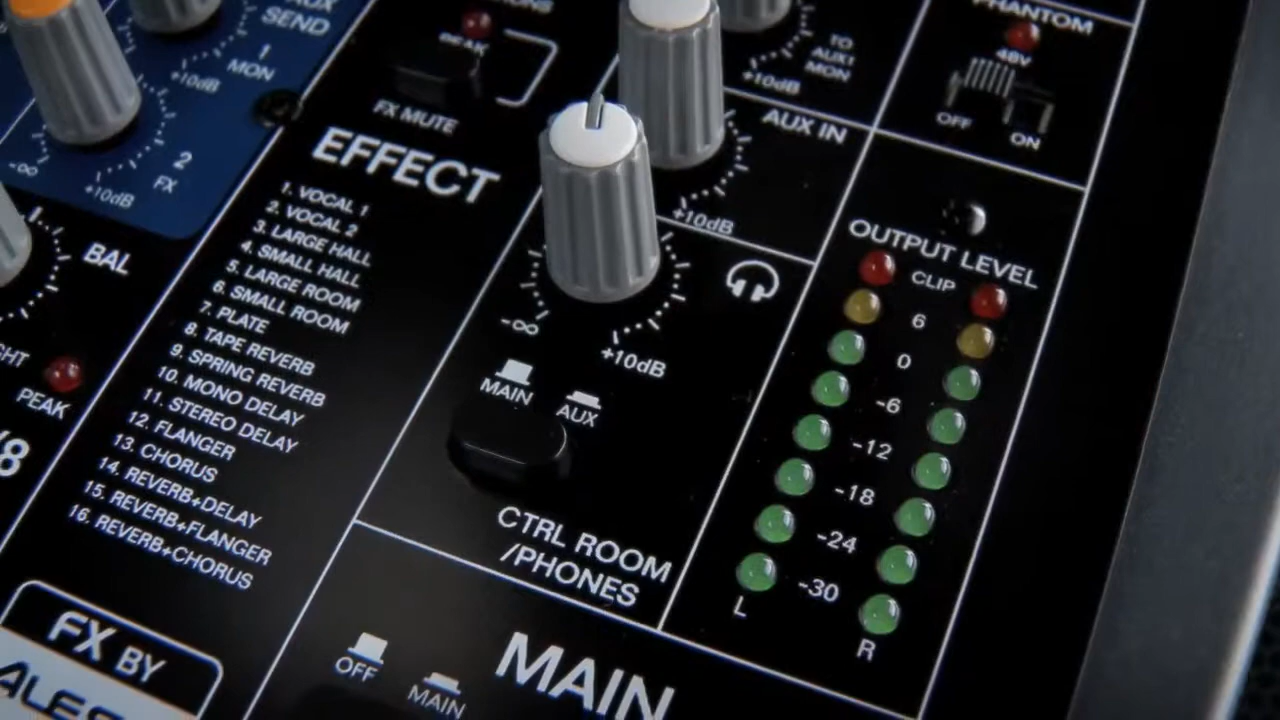 AUX
SEND
1
MON
+10dB
2
FX
-∞
+10dB
BAL
PEAK
PEAK
FX MUTE
EFFECT
1. VOCAL 1
2. VOCAL 2
3. LARGE HALL
4. SMALL HALL
5. LARGE ROOM
6. SMALL ROOM
7. PLATE
8. TAPE REVERB
9. SPRING REVERB
10. MONO DELAY
11. STEREO DELAY
12. FLANGER
13. CHORUS
14. REVERB+DELAY
15. REVERB+FLANGER
16. REVERB+CHORUS
FX BY
TO
AUX1
MON
+10dB
AUX IN
+10dB
-∞
+10dB
MAIN
AUX
CTRL ROOM
/PHONES
OFF
MAIN
MAIN
PHANTOM
48V
OFF
ON
OUTPUT LEVEL
CLIP
6
0
-6
-12
-18
-24
-30
L
R